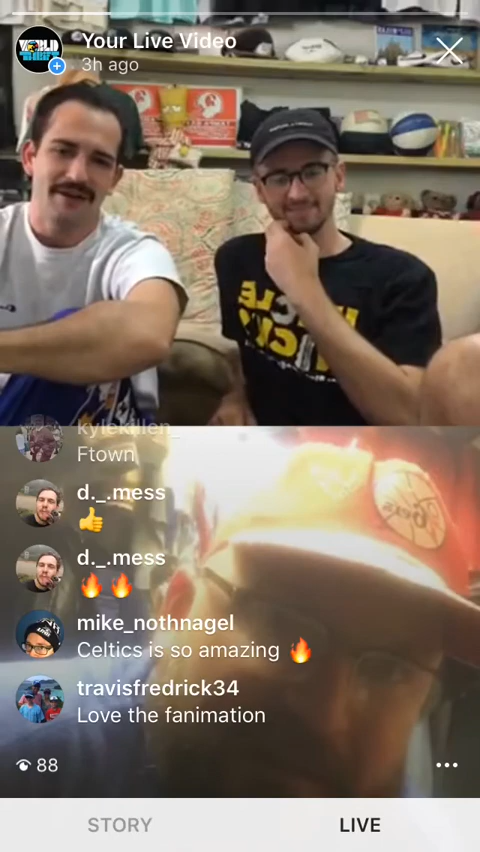 Your Live Video
3h ago
kylekillen_
Ftown
d._.mess
👍
d._.mess
🔥 🔥
mike_nothnagel
Celtics is so amazing 🔥
travisfredrick34
Love the fanimation
88
STORY
LIVE